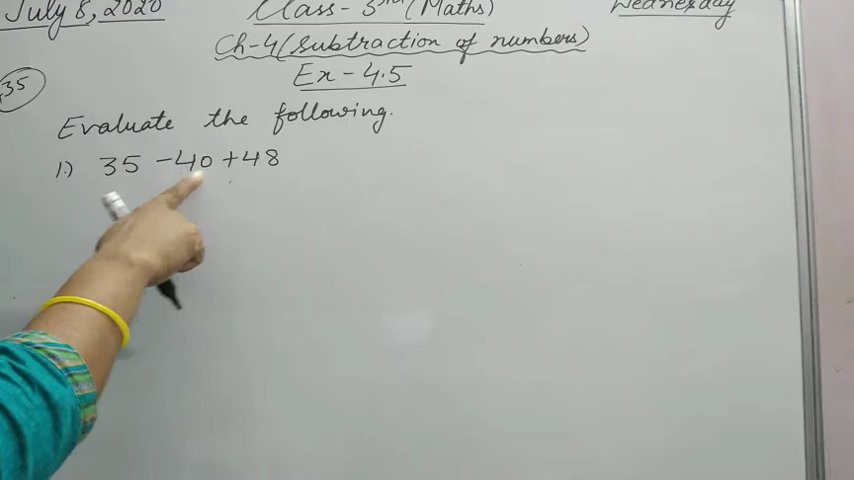 July 8, 2020 Class - 3rd (Maths) Wednesday
Ch-4 (Subtraction of numbers)
Ex - 4.5
35
Evaluate the following.
1.) 35 - 40 + 48